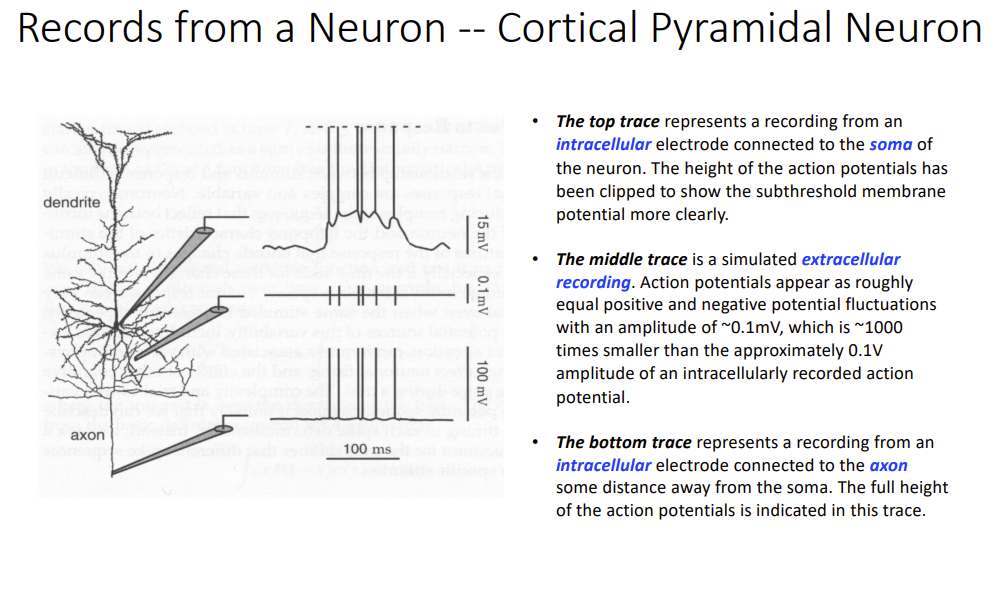 Records from a Neuron -- Cortical Pyramidal Neuron
dendrite
axon
15 mV
0.1 mV
100 mV
100 ms
• The top trace represents a recording from an
intracellular electrode connected to the soma of
the neuron. The height of the action potentials has
been clipped to show the subthreshold membrane
potential more clearly.
• The middle trace is a simulated extracellular
recording. Action potentials appear as roughly
equal positive and negative potential fluctuations
with an amplitude of ~0.1mV, which is ~1000
times smaller than the approximately 0.1V
amplitude of an intracellularly recorded action
potential.
• The bottom trace represents a recording from an
intracellular electrode connected to the axon
some distance away from the soma. The full height
of the action potentials is indicated in this trace.